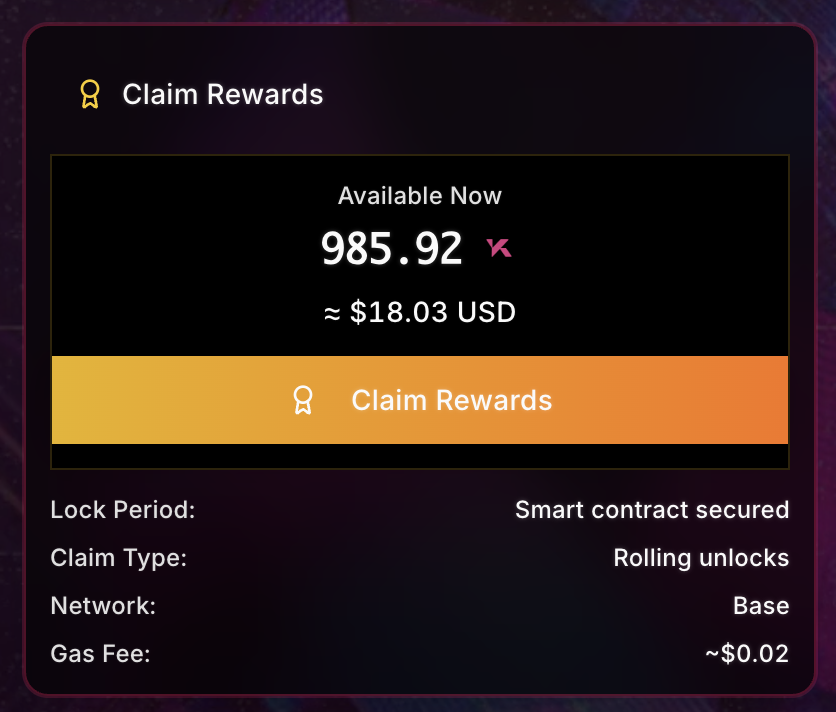 Claim Rewards
Available Now
985.92
≈ $18.03 USD
Claim Rewards
Lock Period: Smart contract secured
Claim Type: Rolling unlocks
Network: Base
Gas Fee: ~$0.02